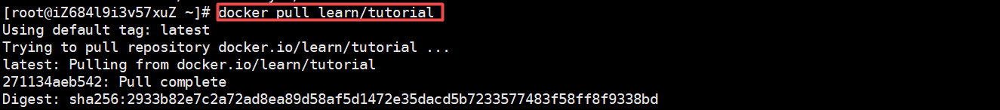 [root@iZ684l9i3v57xuZ ~]# docker pull learn/tutorial
Using default tag: latest
Trying to pull repository docker.io/learn/tutorial ...
latest: Pulling from docker.io/learn/tutorial
271134aeb542: Pull complete
Digest: sha256:2933b82e7c2a72ad8ea89d58af5d1472e35dacd5b7233577483f58ff8f9338bd